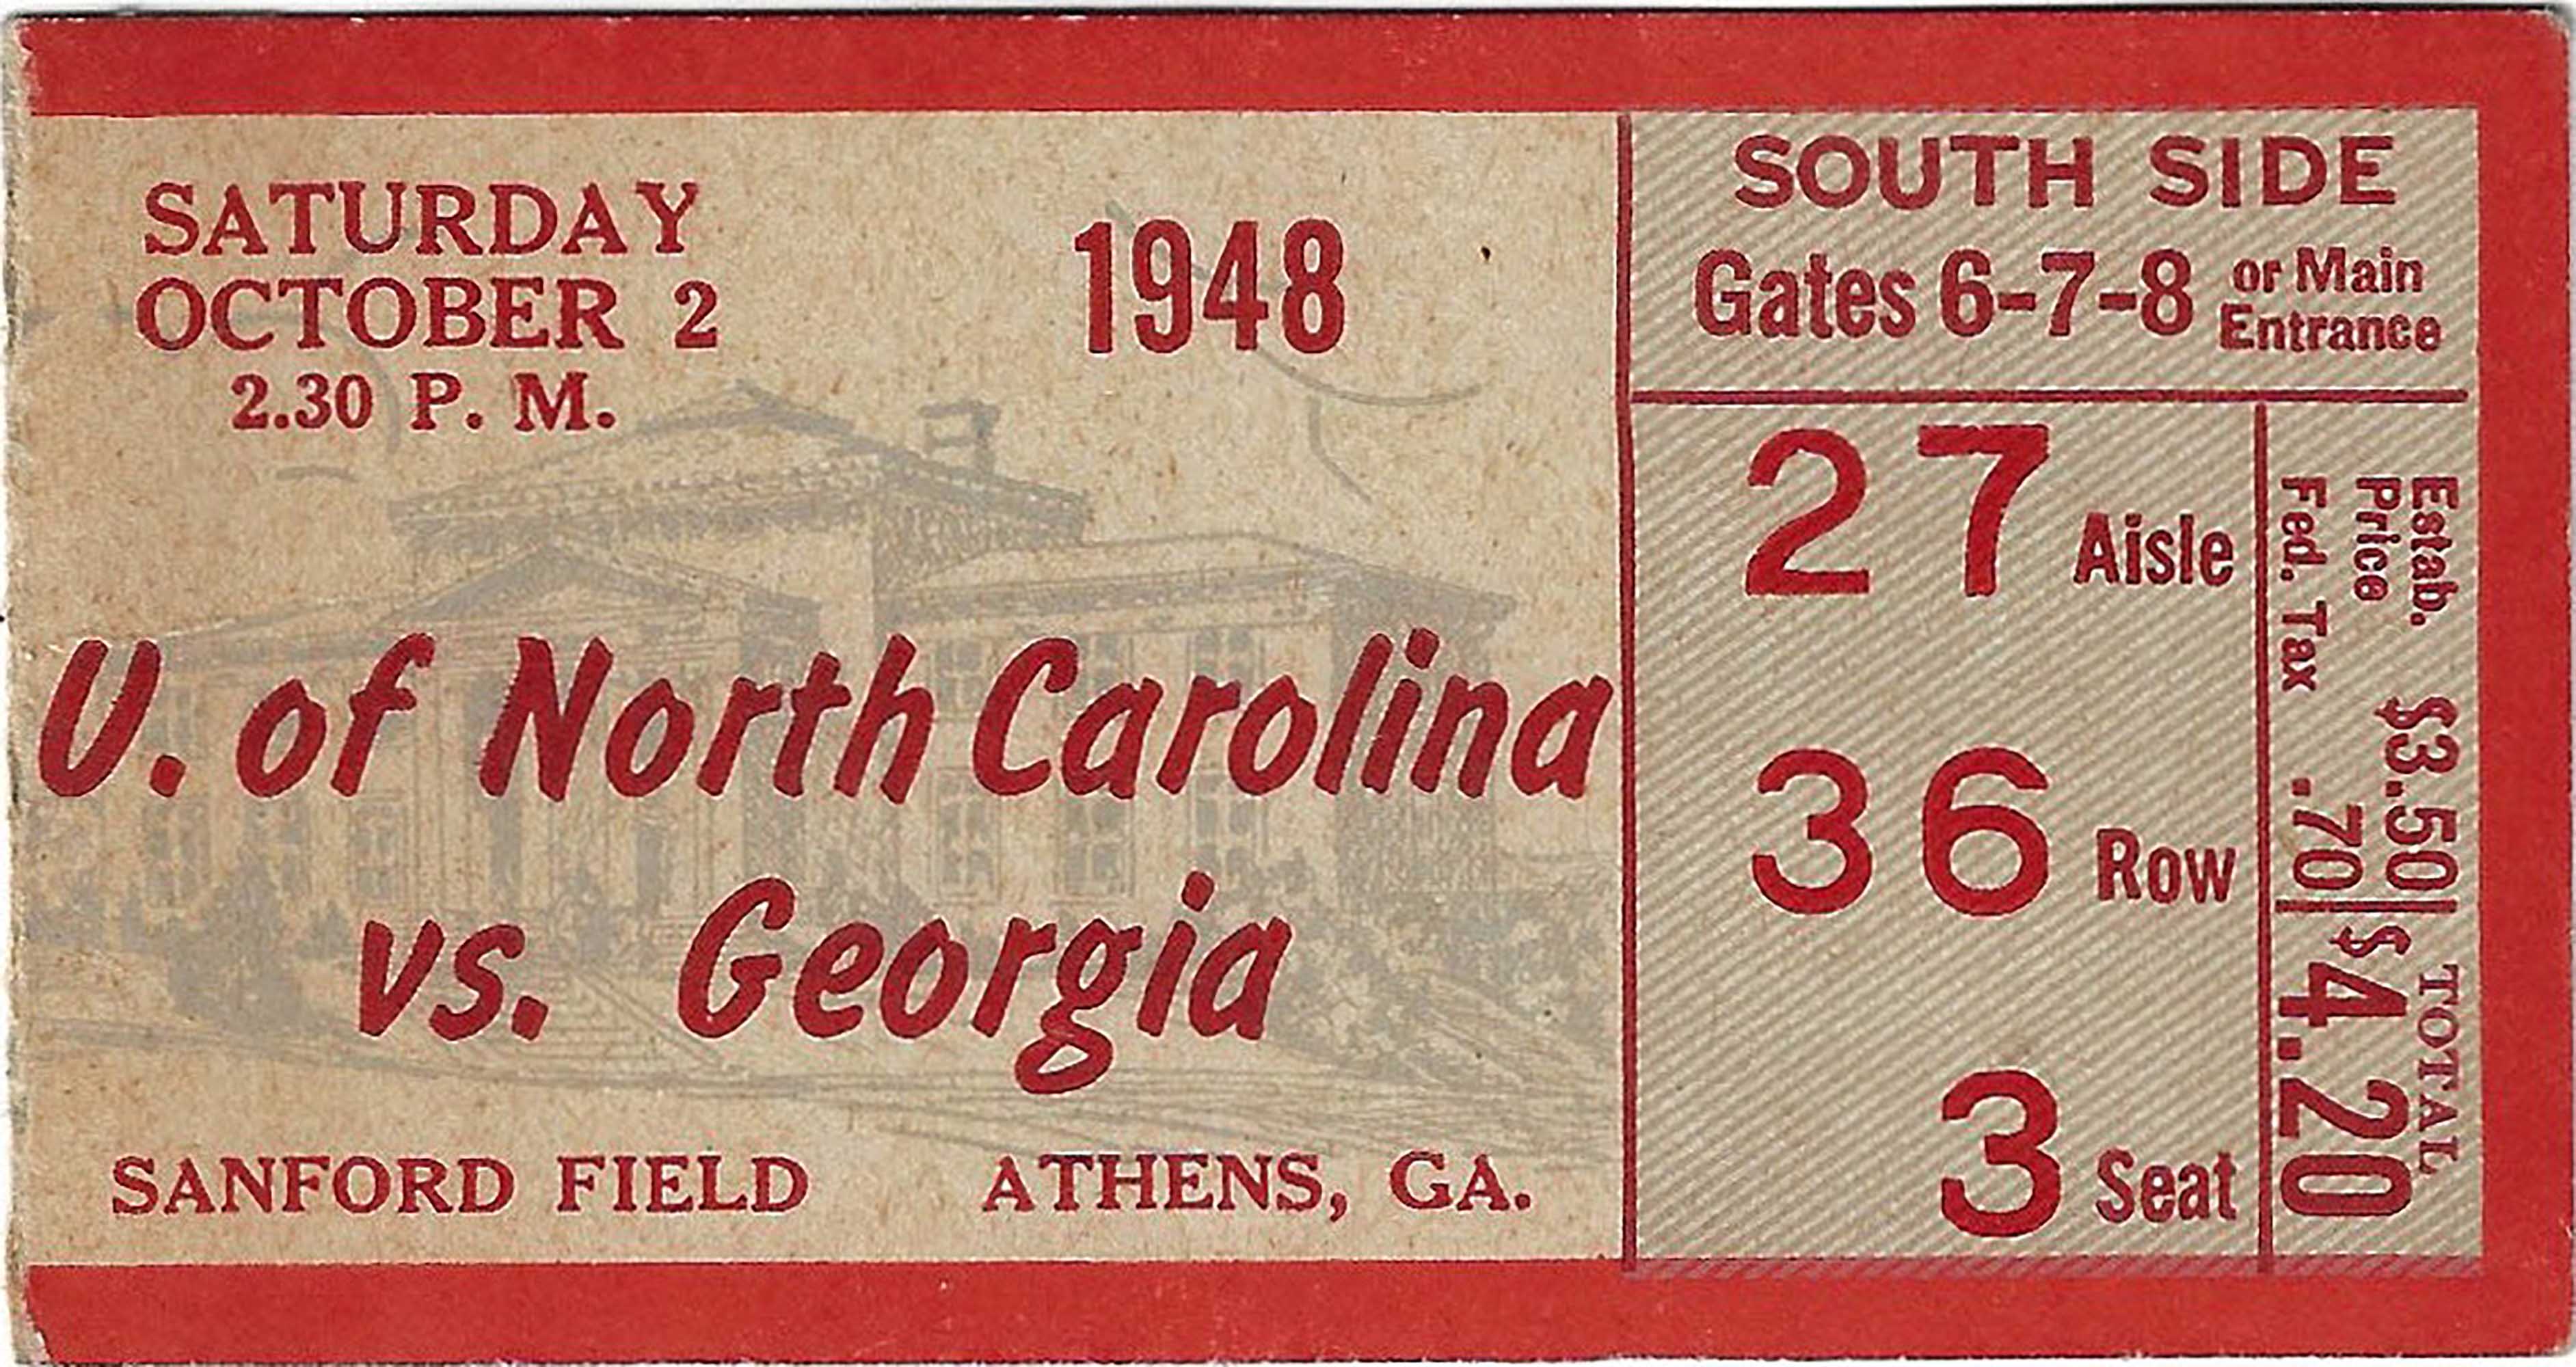 SATURDAY
OCTOBER 2
2.30 P. M.
1948
U. of North Carolina
vs. Georgia
SANFORD FIELD ATHENS, GA.
SOUTH SIDE
Gates 6-7-8 or Main
Entrance
27 Aisle
36 Row
3 Seat
Estab.
Price $3.50
Fed. Tax .70
TOTAL
$4.20